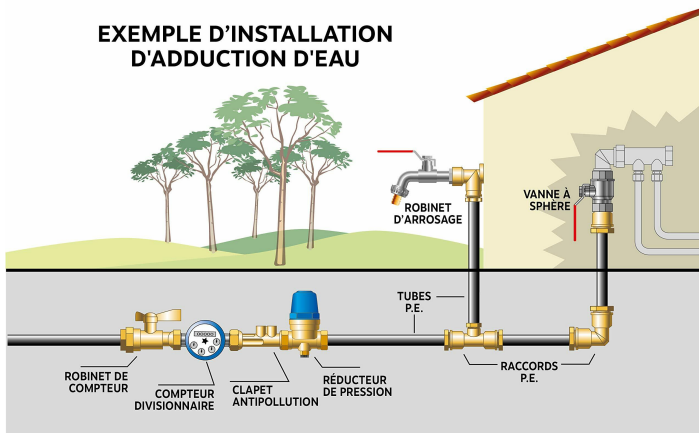 EXEMPLE D'INSTALLATION
D'ADDUCTION D'EAU
ROBINET
D'ARROSAGE
VANNE À
SPHÈRE
TUBES
P.E.
ROBINET DE
COMPTEUR
COMPTEUR
DIVISIONNAIRE
CLAPET
ANTIPOLLUTION
RÉDUCTEUR
DE PRESSION
RACCORDS
P.E.